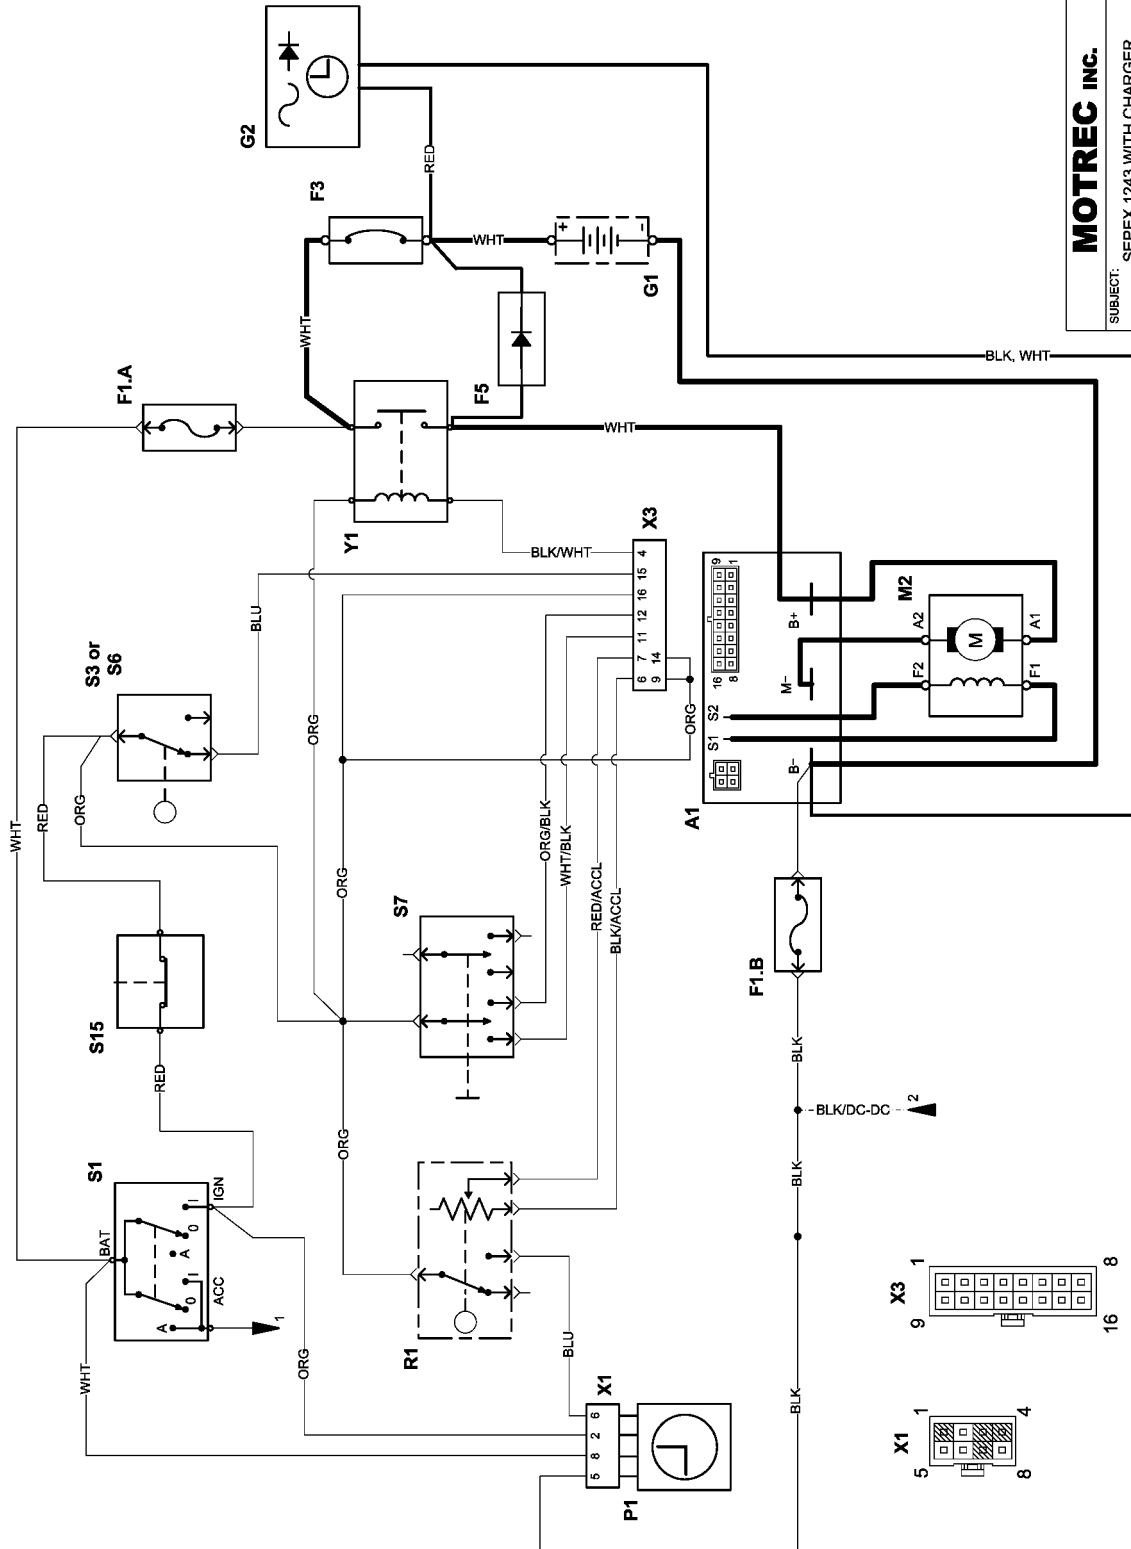 G2
RED
F3
WHT
+
-
G1
WHT
F1.A
F5
WHT
Y1
BLK, WHT
MOTREC INC.
SUBJECT:
SEPEX 1243 WITH CHARGER
BLK/WHT
X3
4
15
16
12
11
7
6
14
9
ORG
BLU
S3 or
S6
WHT
RED
ORG
ORG
ORG
ORG/BLK
WHT/BLK
RED/ACCL
BLK/ACCL
S7
A1
9
1
16
8
S1
S2
M−
B+
B−
M2
A2
F2
M
A1
F1
F1.B
S15
RED
BLK
BLK/DC-DC
2
BLK
BLK
S1
BAT
IGN
I
0
A
I
0
A
ACC
1
WHT
ORG
ORG
R1
BLU
X1
6
2
8
5
P1
X3
1
9
8
16
X1
1
5
4
8